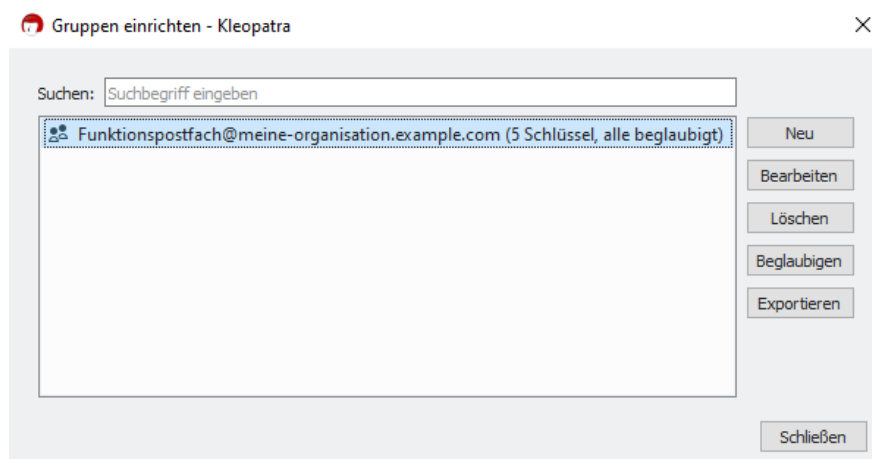 Gruppen einrichten - Kleopatra
Suchen: Suchbegriff eingeben
Funktionspostfach@meine-organisation.example.com (5 Schlüssel, alle beglaubigt)
Neu
Bearbeiten
Löschen
Beglaubigen
Exportieren
Schließen